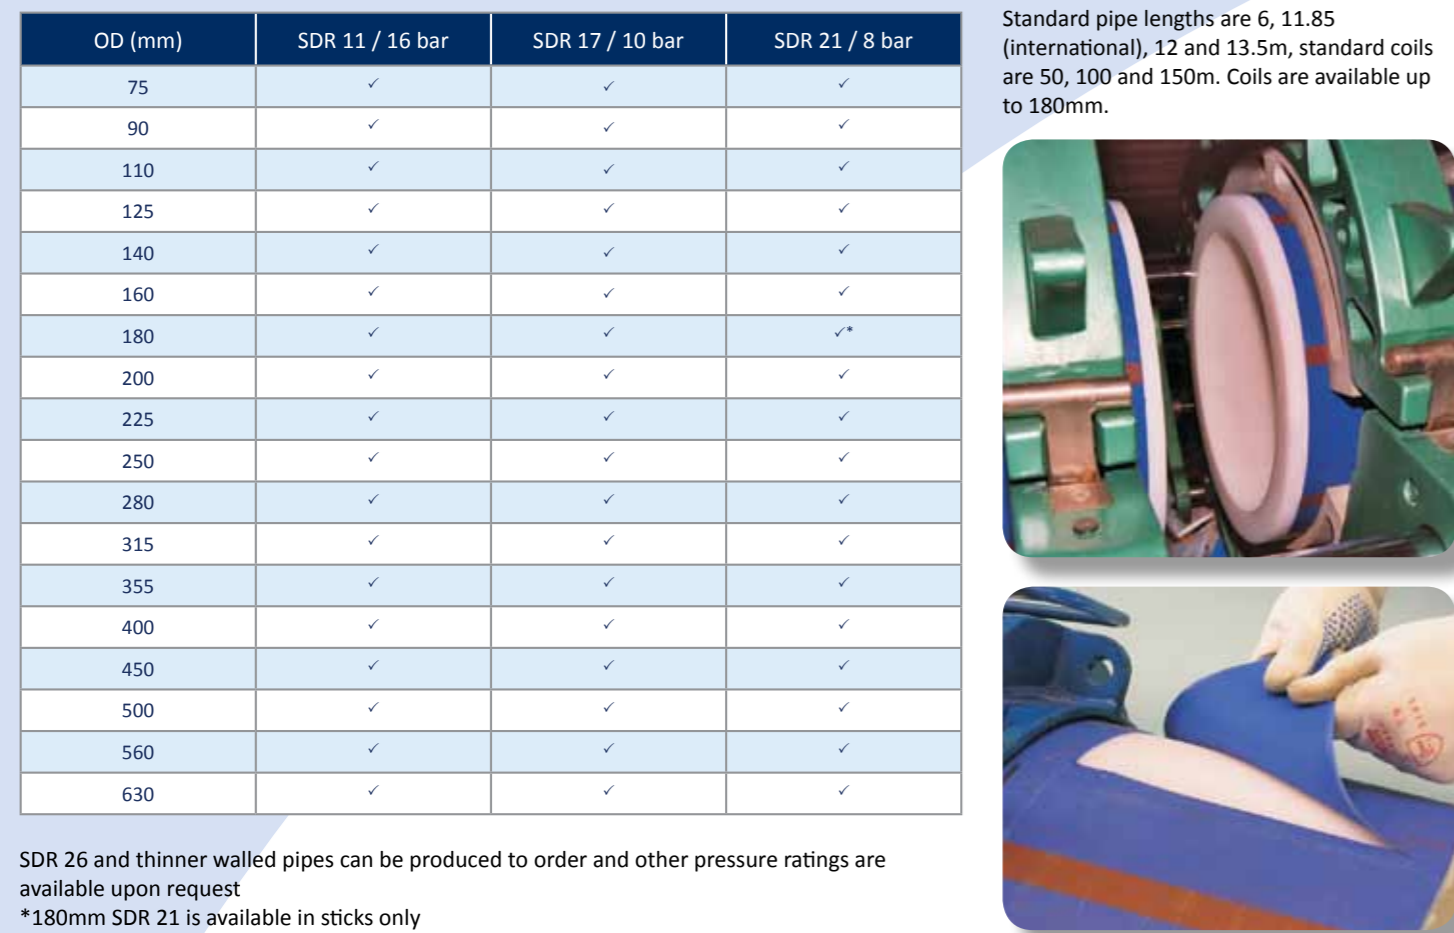 OD (mm) SDR 11 / 16 bar SDR 17 / 10 bar SDR 21 / 8 bar
75 ✓ ✓ ✓
90 ✓ ✓ ✓
110 ✓ ✓ ✓
125 ✓ ✓ ✓
140 ✓ ✓ ✓
160 ✓ ✓ ✓
180 ✓ ✓ ✓*
200 ✓ ✓ ✓
225 ✓ ✓ ✓
250 ✓ ✓ ✓
280 ✓ ✓ ✓
315 ✓ ✓ ✓
355 ✓ ✓ ✓
400 ✓ ✓ ✓
450 ✓ ✓ ✓
500 ✓ ✓ ✓
560 ✓ ✓ ✓
630 ✓ ✓ ✓
SDR 26 and thinner walled pipes can be produced to order and other pressure ratings are
available upon request
*180mm SDR 21 is available in sticks only
Standard pipe lengths are 6, 11.85
(international), 12 and 13.5m, standard coils
are 50, 100 and 150m. Coils are available up
to 180mm.